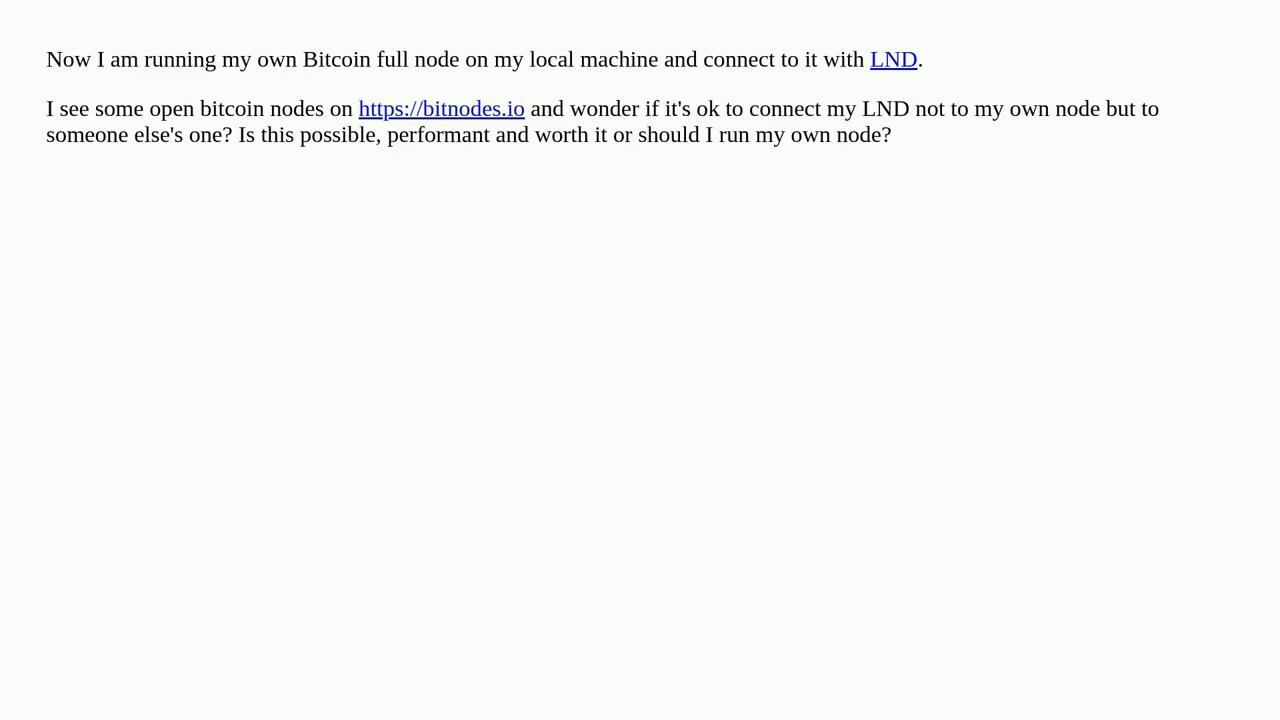 Now I am running my own Bitcoin full node on my local machine and connect to it with LND.
I see some open bitcoin nodes on https://bitnodes.io and wonder if it's ok to connect my LND not to my own node but to
someone else's one? Is this possible, performant and worth it or should I run my own node?